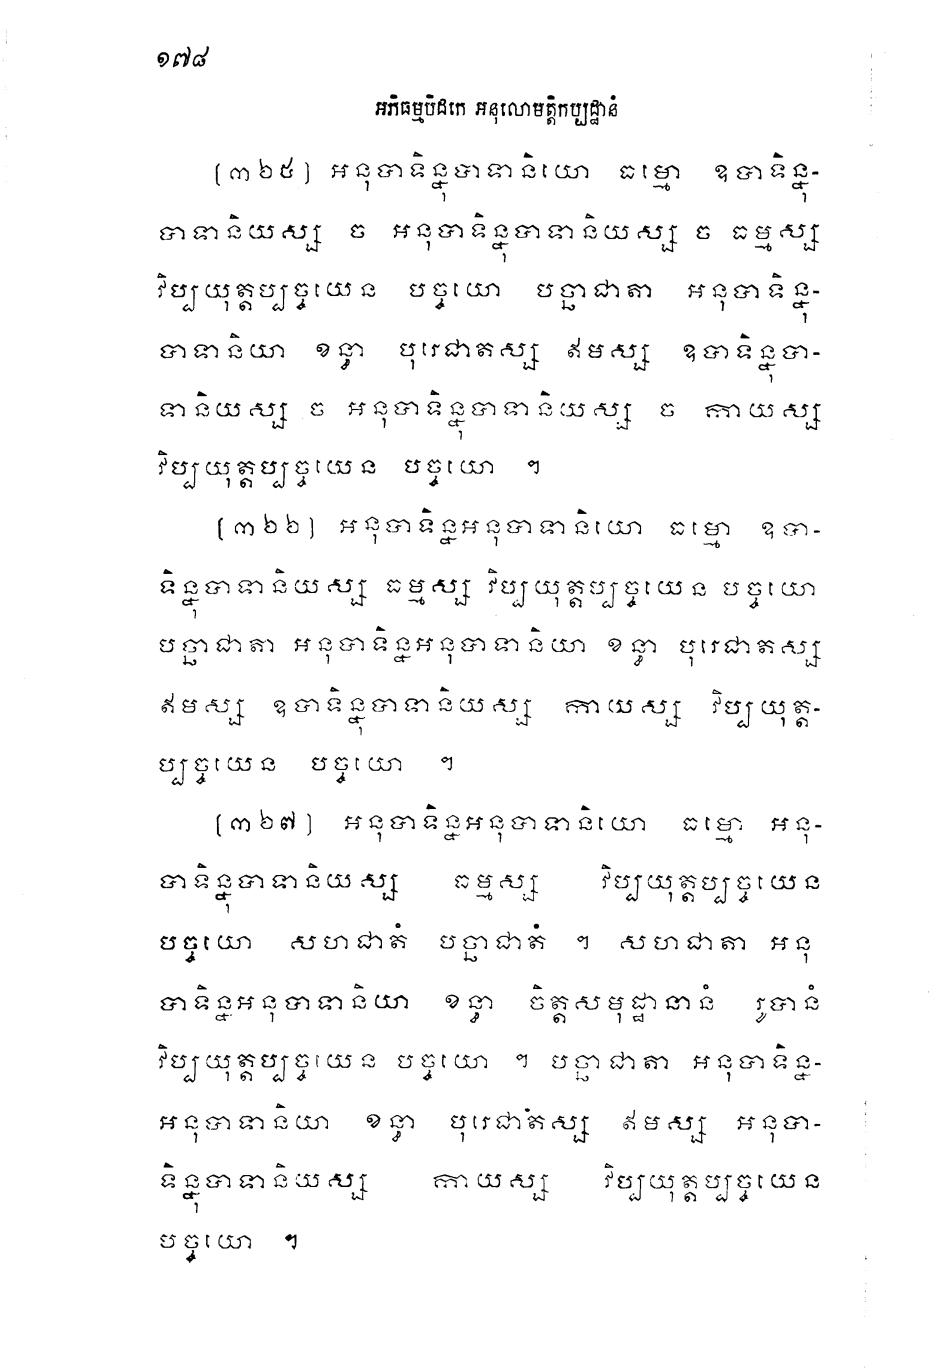 ១៧៨
អភិធម្មបិដកេ អនុលោមត្តិកប្បដ្ឋានំ
[៣២៥] អនុបាទិន្នុបាទានិយោ ធម្មោ ឧបាទិន្នុ-
បាទានិយស្ស ច អនុបាទិន្នុបាទានិយស្ស ច ធម្មស្ស
វិប្បយុត្តប្បច្ចយេន បច្ចយោ បច្ឆាជាតា អនុបាទិន្នុ-
បាទានិយា ខន្ធា បុរេជាតស្ស ឥមស្ស ឧបាទិន្នុបា-
ទានិយស្ស ច អនុបាទិន្នុបាទានិយស្ស ច កាយស្ស
វិប្បយុត្តប្បច្ចយេន បច្ចយោ ។
[៣២៦] អនុបាទិន្នអនុបាទានិយោ ធម្មោ ឧបា-
ទិន្នុបាទានិយស្ស ធម្មស្ស វិប្បយុត្តប្បច្ចយេន បច្ចយោ
បច្ឆាជាតា អនុបាទិន្នអនុបាទានិយា ខន្ធា បុរេជាតស្ស
ឥមស្ស ឧបាទិន្នុបាទានិយស្ស កាយស្ស វិប្បយុត្ត-
ប្បច្ចយេន បច្ចយោ ។
[៣២៧] អនុបាទិន្នអនុបាទានិយោ ធម្មោ អនុ-
បាទិន្នុបាទានិយស្ស ធម្មស្ស វិប្បយុត្តប្បច្ចយេន
បច្ចយោ សហជាតំ បច្ឆាជាតំ ។ សហជាតា អនុ
បាទិន្នអនុបាទានិយា ខន្ធា ចិត្តសមុដ្ឋានានំ រូបានំ
វិប្បយុត្តប្បច្ចយេន បច្ចយោ ។ បច្ឆាជាតា អនុបាទិន្ន-
អនុបាទានិយា ខន្ធា បុរេជាតស្ស ឥមស្ស អនុបា-
ទិន្នុបាទានិយស្ស កាយស្ស វិប្បយុត្តប្បច្ចយេន
បច្ចយោ ។